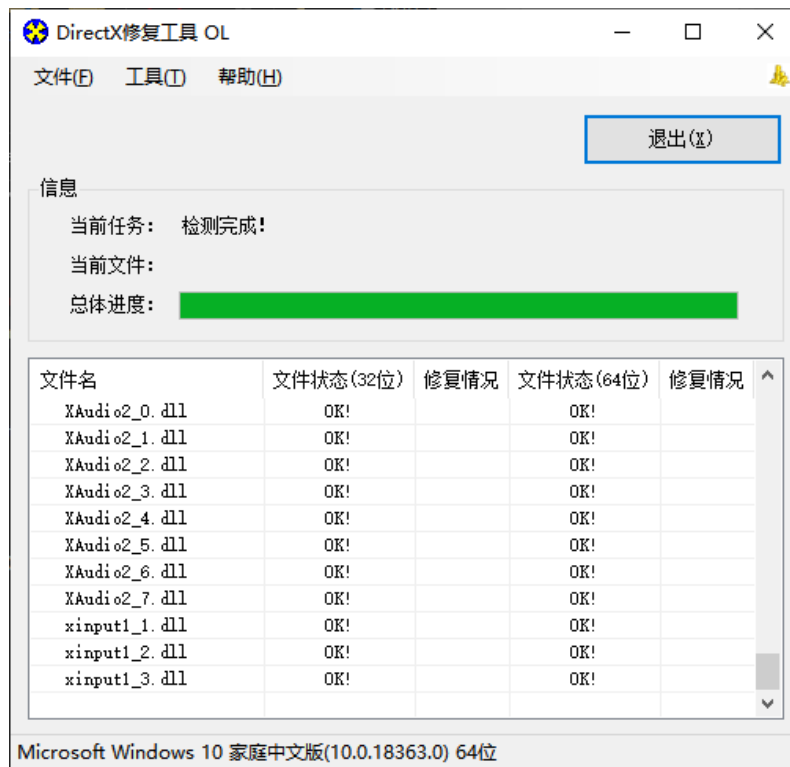 DirectX修复工具 OL
文件(F) 工具(T) 帮助(H)
退出(X)
信息
当前任务: 检测完成!
当前文件:
总体进度:
文件名 文件状态(32位) 修复情况 文件状态(64位) 修复情况
XAudio2_0.dll OK! OK!
XAudio2_1.dll OK! OK!
XAudio2_2.dll OK! OK!
XAudio2_3.dll OK! OK!
XAudio2_4.dll OK! OK!
XAudio2_5.dll OK! OK!
XAudio2_6.dll OK! OK!
XAudio2_7.dll OK! OK!
xinput1_1.dll OK! OK!
xinput1_2.dll OK! OK!
xinput1_3.dll OK! OK!
Microsoft Windows 10 家庭中文版(10.0.18363.0) 64位